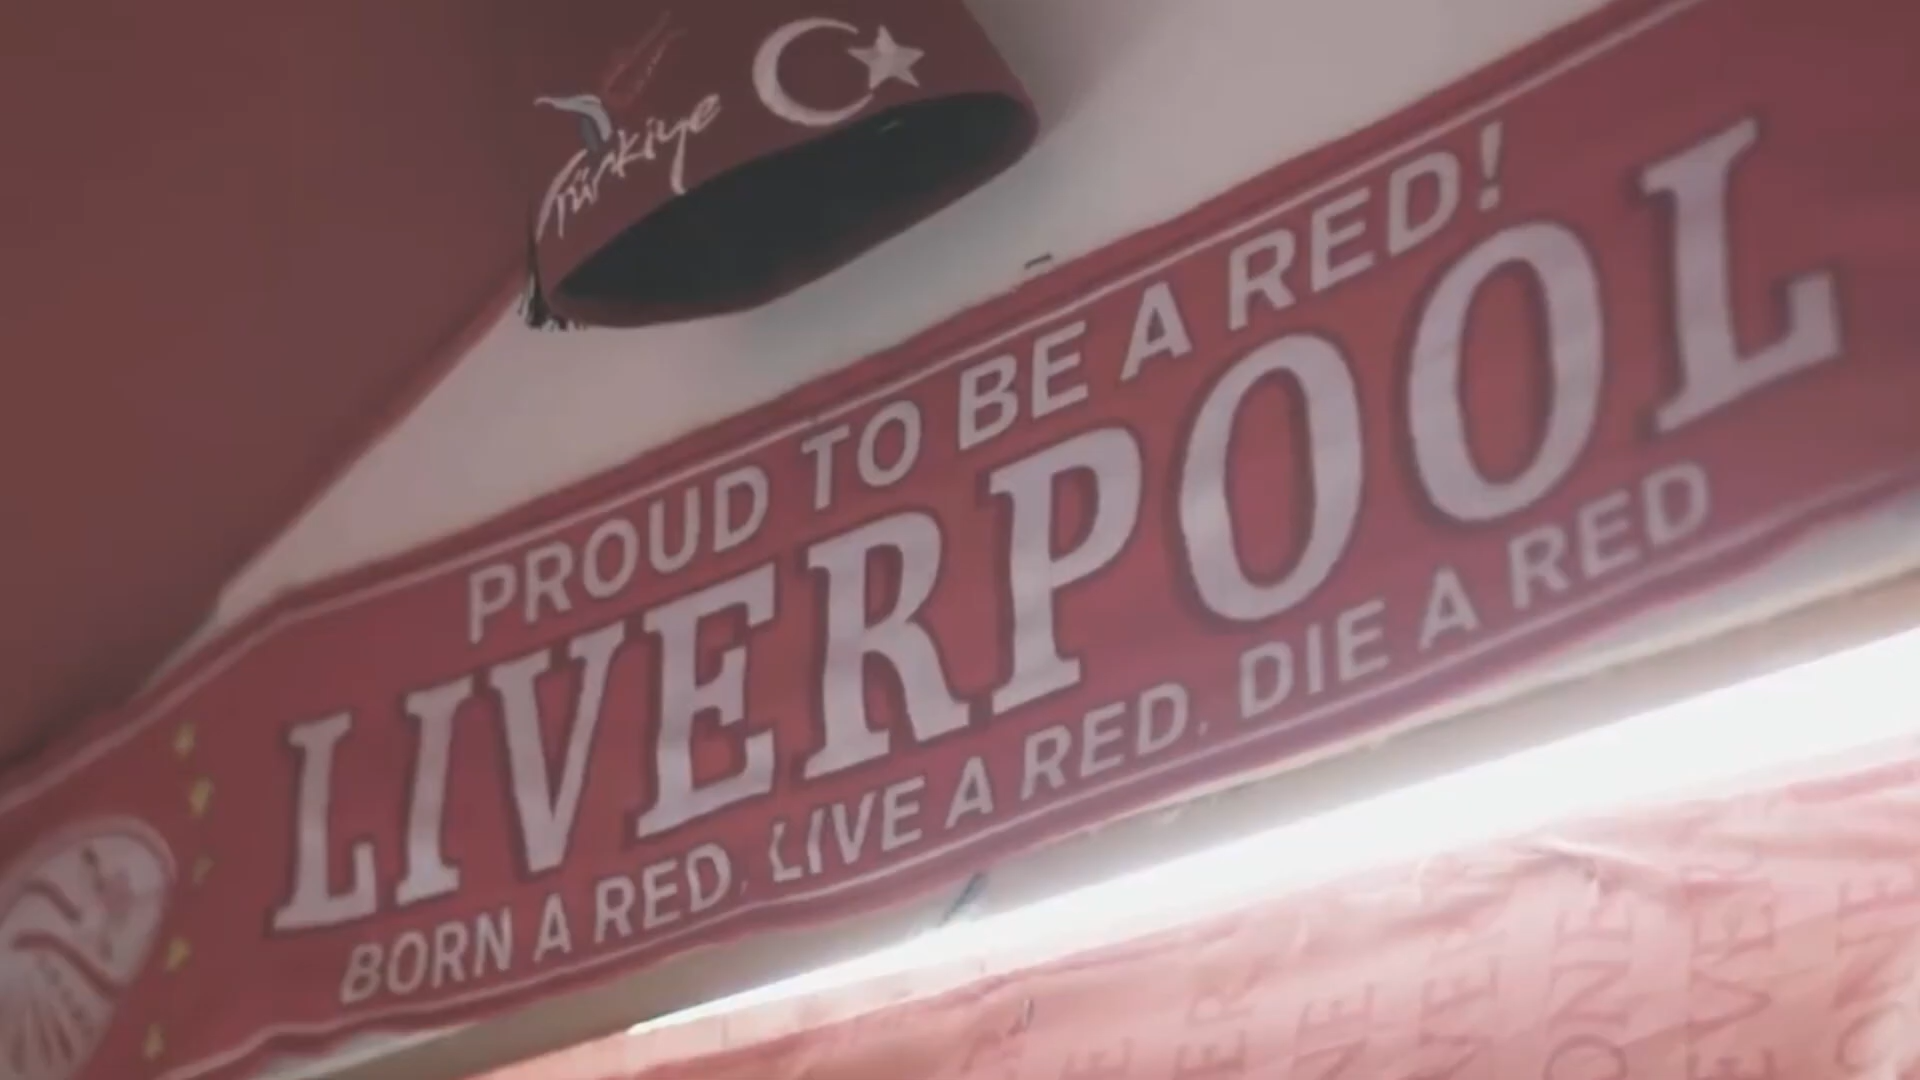 Türkiye
PROUD TO BE A RED!
LIVERPOOL
BORN A RED, LIVE A RED, DIE A RED